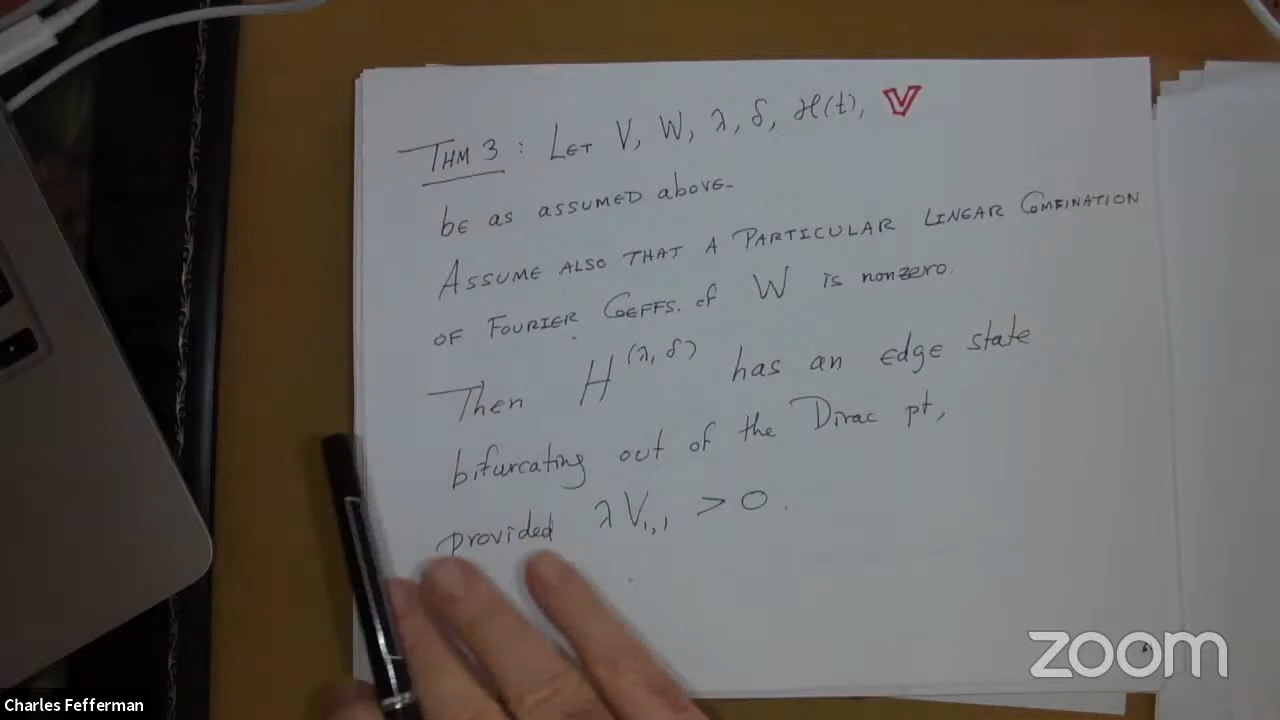 THM 3 : LET V, W, λ, δ, ℋ(t), V
bE as assumed above.
ASSUME ALSO THAT A PARTICULAR LINEAR COMBINATION
OF FOURIER COEFFS. of W is nonzero.
Then H^(λ, δ) has an edge state
bifurcating out of the Dirac pt,
provided λ V₁,₁ > 0.
zoom
Charles Fefferman